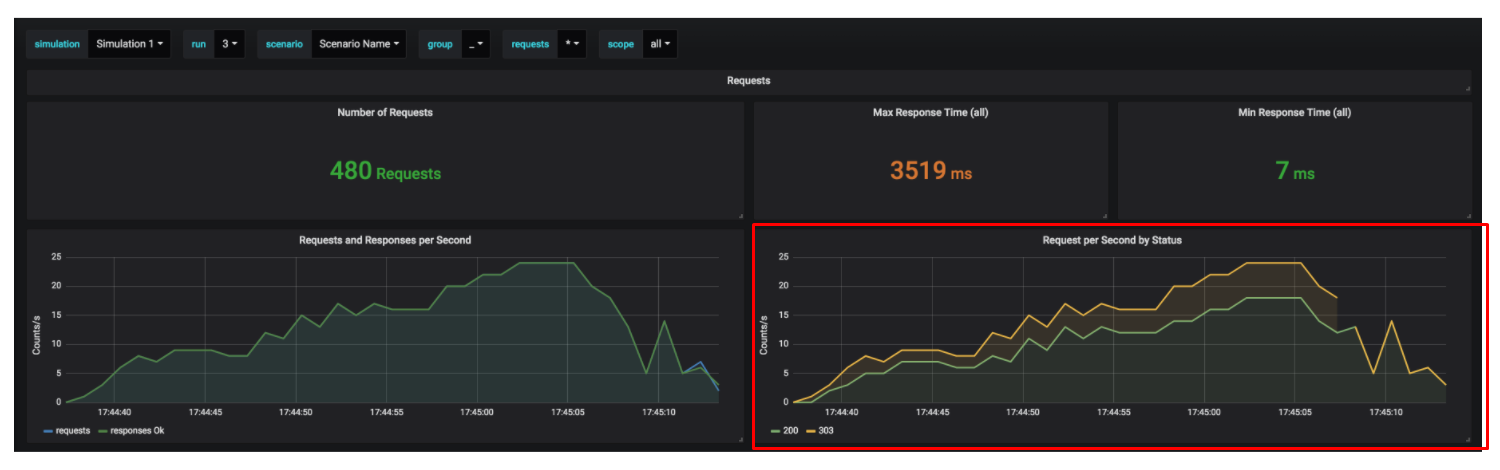 simulation Simulation 1 run 3 scenario Scenario Name group _ requests * scope all
Requests
Number of Requests
480 Requests
Max Response Time (all)
3519 ms
Min Response Time (all)
7 ms
Requests and Responses per Second
25
20
15
10
5
0
Counts/s
17:44:40 17:44:45 17:44:50 17:44:55 17:45:00 17:45:05 17:45:10
requests responses Ok
Request per Second by Status
25
20
15
10
5
0
Counts/s
17:44:40 17:44:45 17:44:50 17:44:55 17:45:00 17:45:05 17:45:10
200 303